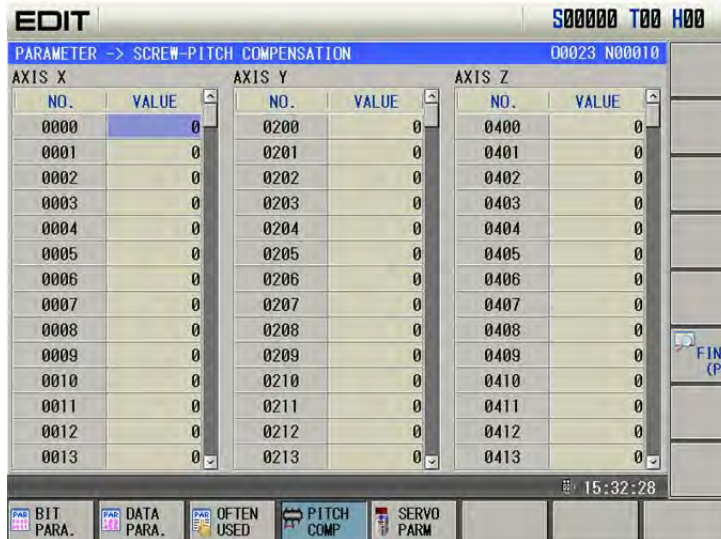 EDIT S00000 T00 H00
PARAMETER -> SCREW-PITCH COMPENSATION O0023 N00010
AXIS X AXIS Y AXIS Z
NO. VALUE NO. VALUE NO. VALUE
0000 0 0200 0 0400 0
0001 0 0201 0 0401 0
0002 0 0202 0 0402 0
0003 0 0203 0 0403 0
0004 0 0204 0 0404 0
0005 0 0205 0 0405 0
0006 0 0206 0 0406 0
0007 0 0207 0 0407 0
0008 0 0208 0 0408 0
0009 0 0209 0 0409 0
FIN
(P
0010 0 0210 0 0410 0
0011 0 0211 0 0411 0
0012 0 0212 0 0412 0
0013 0 0213 0 0413 0
15:32:28
PAR BIT PAR DATA PAR OFTEN PITCH SERVO
PARA. PARA. USED COMP PARM